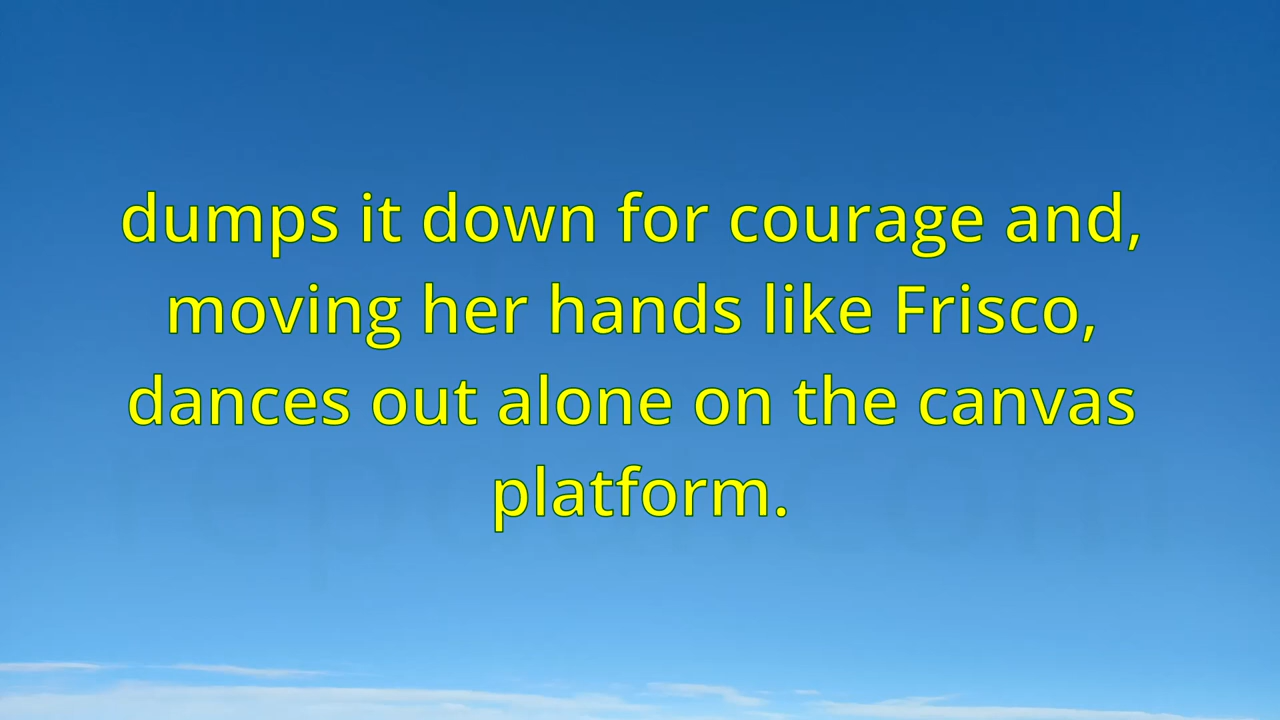 dumps it down for courage and,
moving her hands like Frisco,
dances out alone on the canvas
platform.